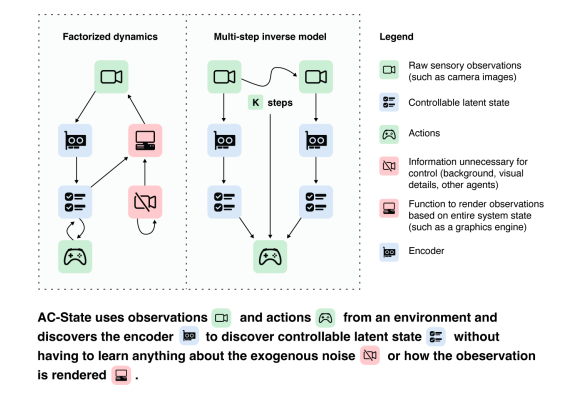 Factorized dynamics
Multi-step inverse model
Legend
K steps
Raw sensory observations
(such as camera images)
Controllable latent state
Actions
Information unnecessary for
control (background, visual
details, other agents)
Function to render observations
based on entire system state
(such as a graphics engine)
Encoder
AC-State uses observations and actions from an environment and
discovers the encoder to discover controllable latent state without
having to learn anything about the exogenous noise or how the obeservation
is rendered .